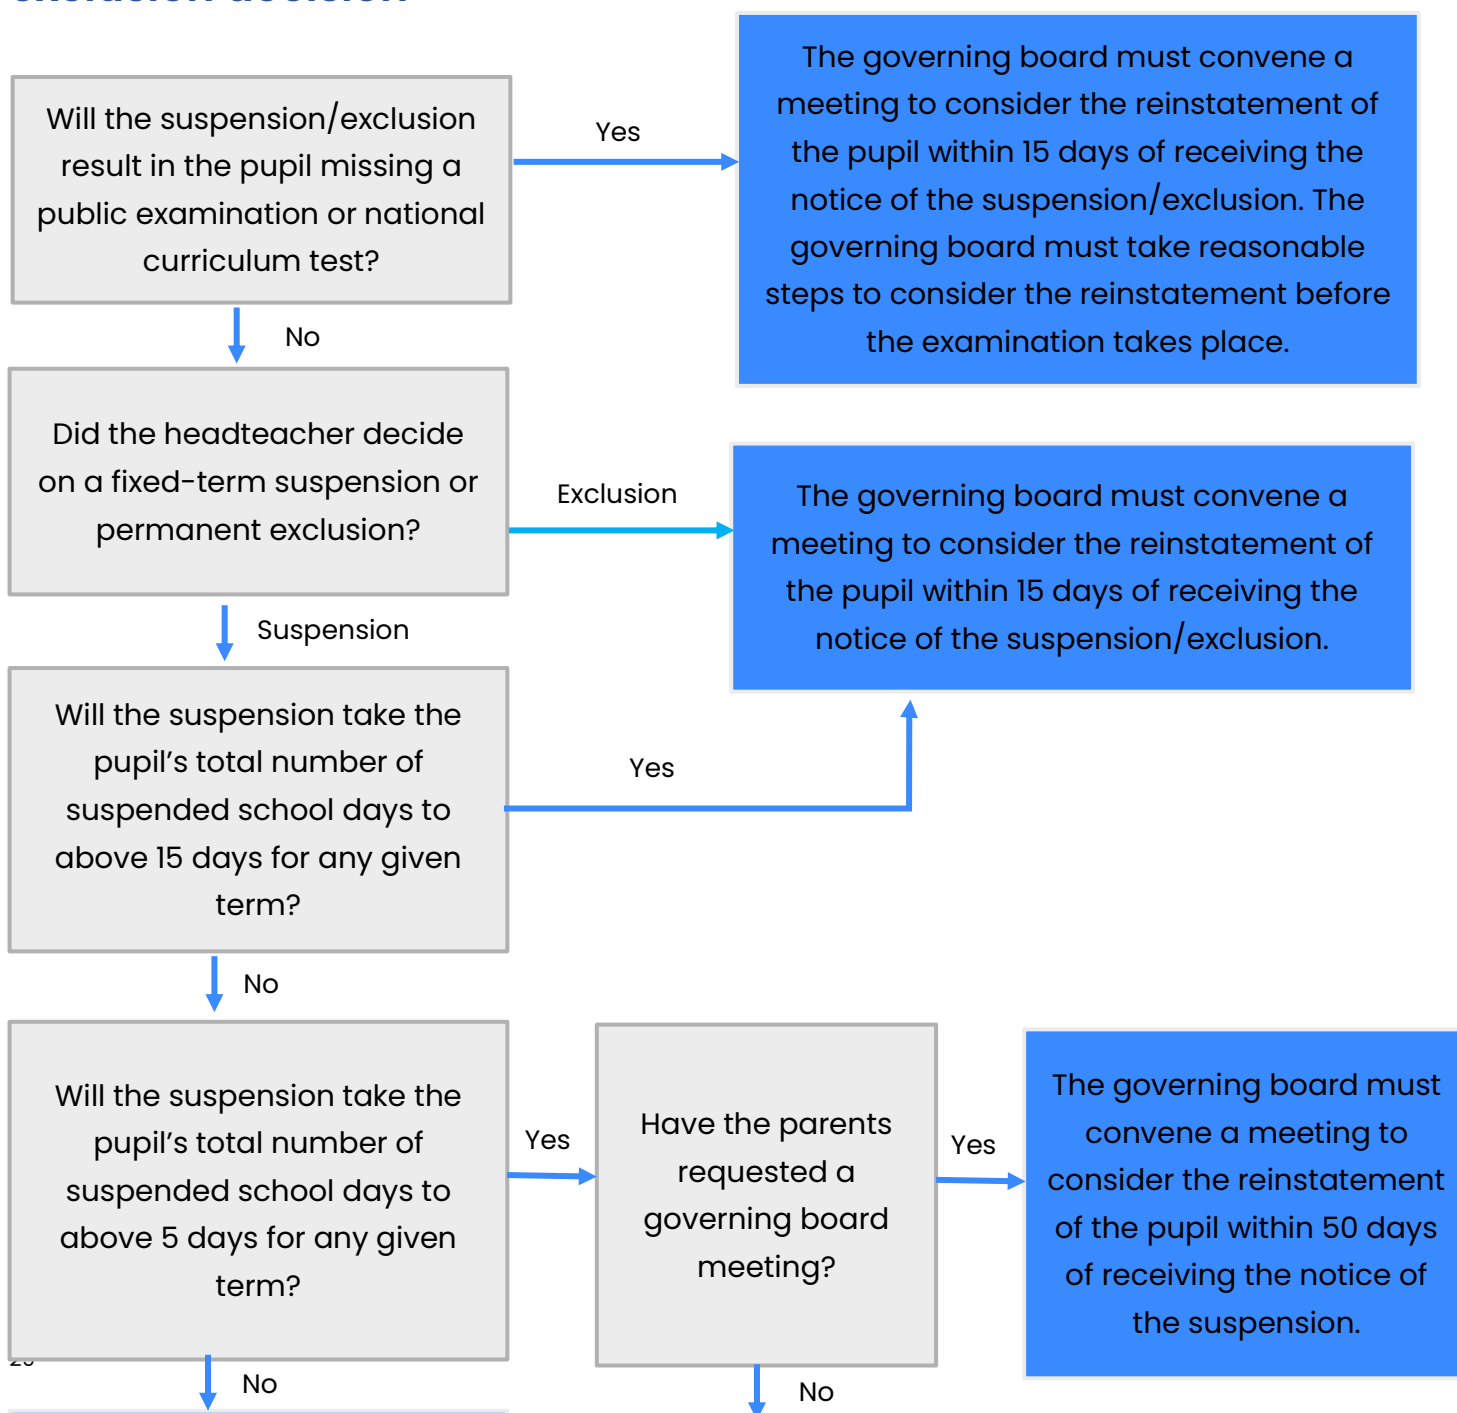 exclusion decision
Will the suspension/exclusion
result in the pupil missing a
public examination or national
curriculum test?
Yes
The governing board must convene a
meeting to consider the reinstatement of
the pupil within 15 days of receiving the
notice of the suspension/exclusion. The
governing board must take reasonable
steps to consider the reinstatement before
the examination takes place.
No
Did the headteacher decide
on a fixed-term suspension or
permanent exclusion?
Exclusion
The governing board must convene a
meeting to consider the reinstatement of
the pupil within 15 days of receiving the
notice of the suspension/exclusion.
Suspension
Will the suspension take the
pupil’s total number of
suspended school days to
above 15 days for any given
term?
Yes
No
Will the suspension take the
pupil’s total number of
suspended school days to
above 5 days for any given
term?
Yes
Have the parents
requested a
governing board
meeting?
Yes
The governing board must
convene a meeting to
consider the reinstatement
of the pupil within 50 days
of receiving the notice of
the suspension.
No
No